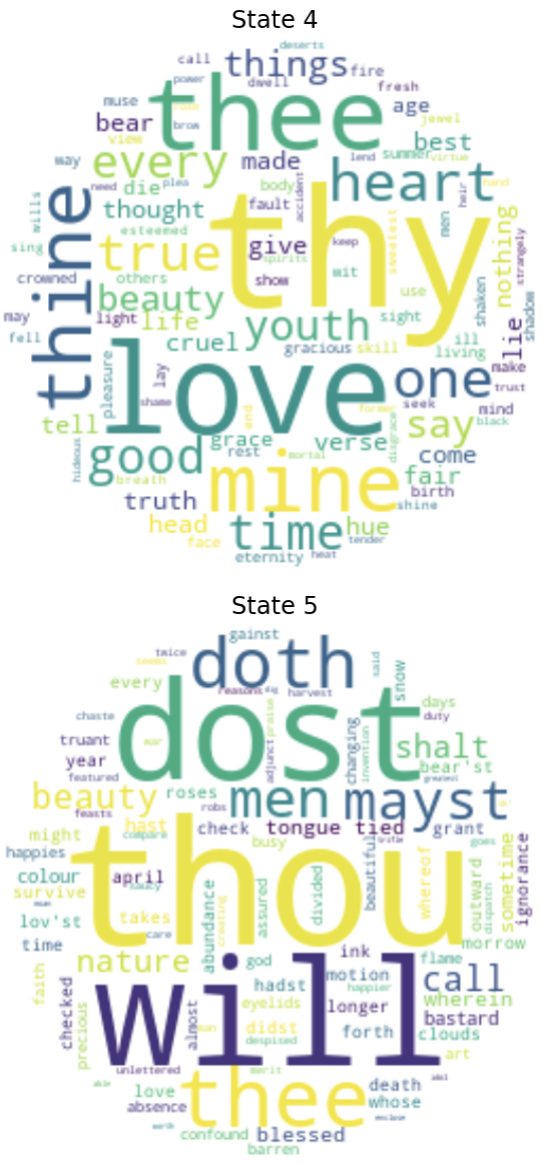 State 4
deserts
call things fire
power dwell fresh
muse thee age
bear brow jewel
view best
way every made lend summer virtue
need die plea body heart hand
wills thought fault accident men heir
esteemed
sing thine true thy give keep sweetest nothing strangely
spirits wit
crowned others show use shaken shadow
may beauty light life youth sight
fell cruel gracious skill ill living lie
pleasure lay love one make
shame seek trust
tell end former say mind black
grace verse disgrace
hideous good rest mortal come
breath fair
truth mine birth
head shine
face time hue
eternity heat tender
State 5
gainst
twice doth said
seems reasons dig harvest snow
every
chaste dost days
praise duty
truant ear adjunct changing invention shalt
year bear'st
featured greatest
beauty roses men mayst
feasts robs
might hast check tongue tied grant
compare title goes
happies busy
colour april thou beautiful whereof outward sometime ignorance
survive saucy abundance assured divided dispatch
lov'st takes
time care creating morrow
nature god ink flame
faith will hadst motion call
checked precious eyelids happier wherein
almost longer
man didst forth bastard
despised clouds
unlettered merit art
able love thee death
absence whose
worth enclose
confound blessed
barren